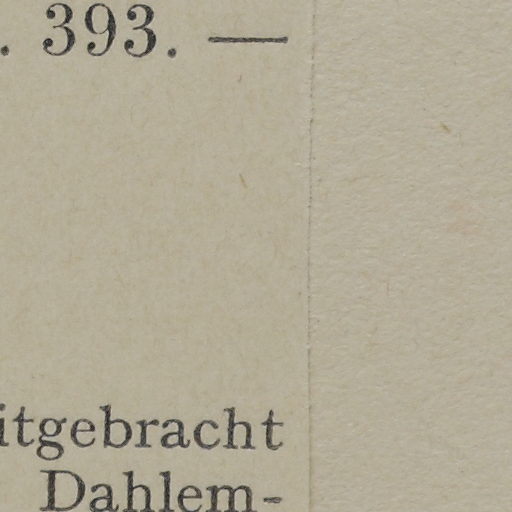 . 393. —
itgebracht
Dahlem-